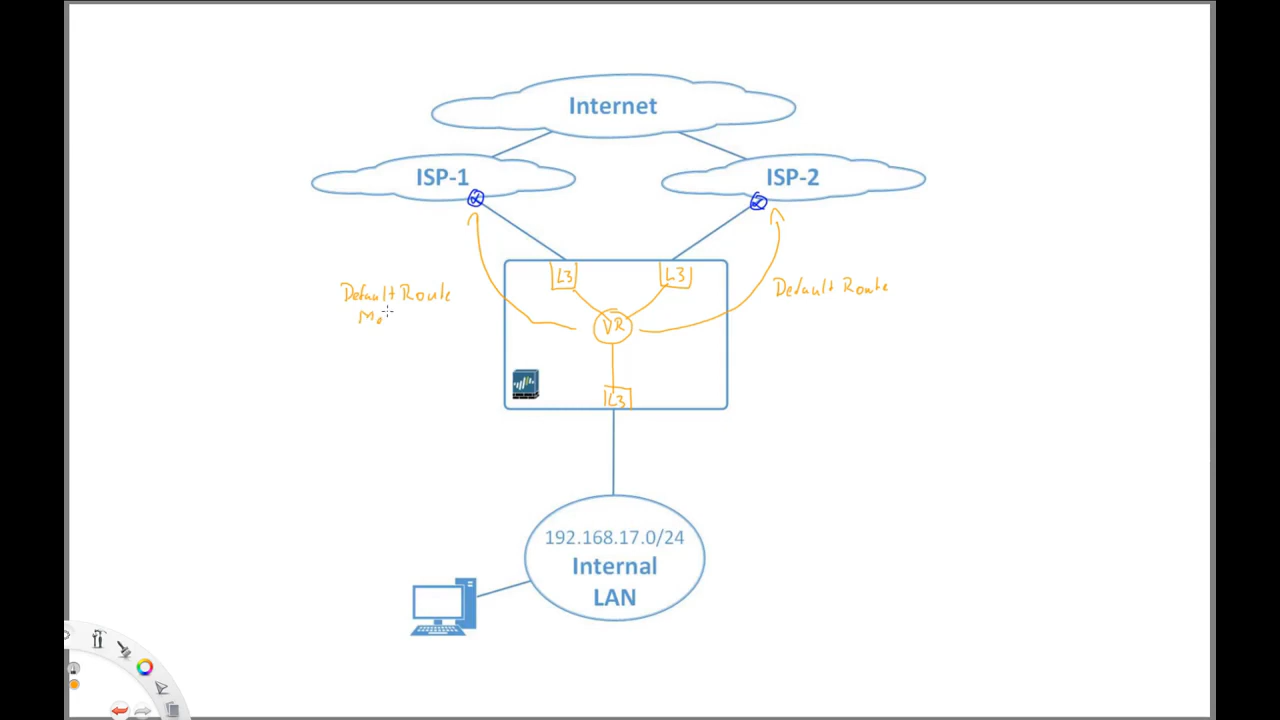 Internet
ISP-1
ISP-2
L3
L3
Default Route
Me
Default Route
VR
L3
192.168.17.0/24
Internal
LAN